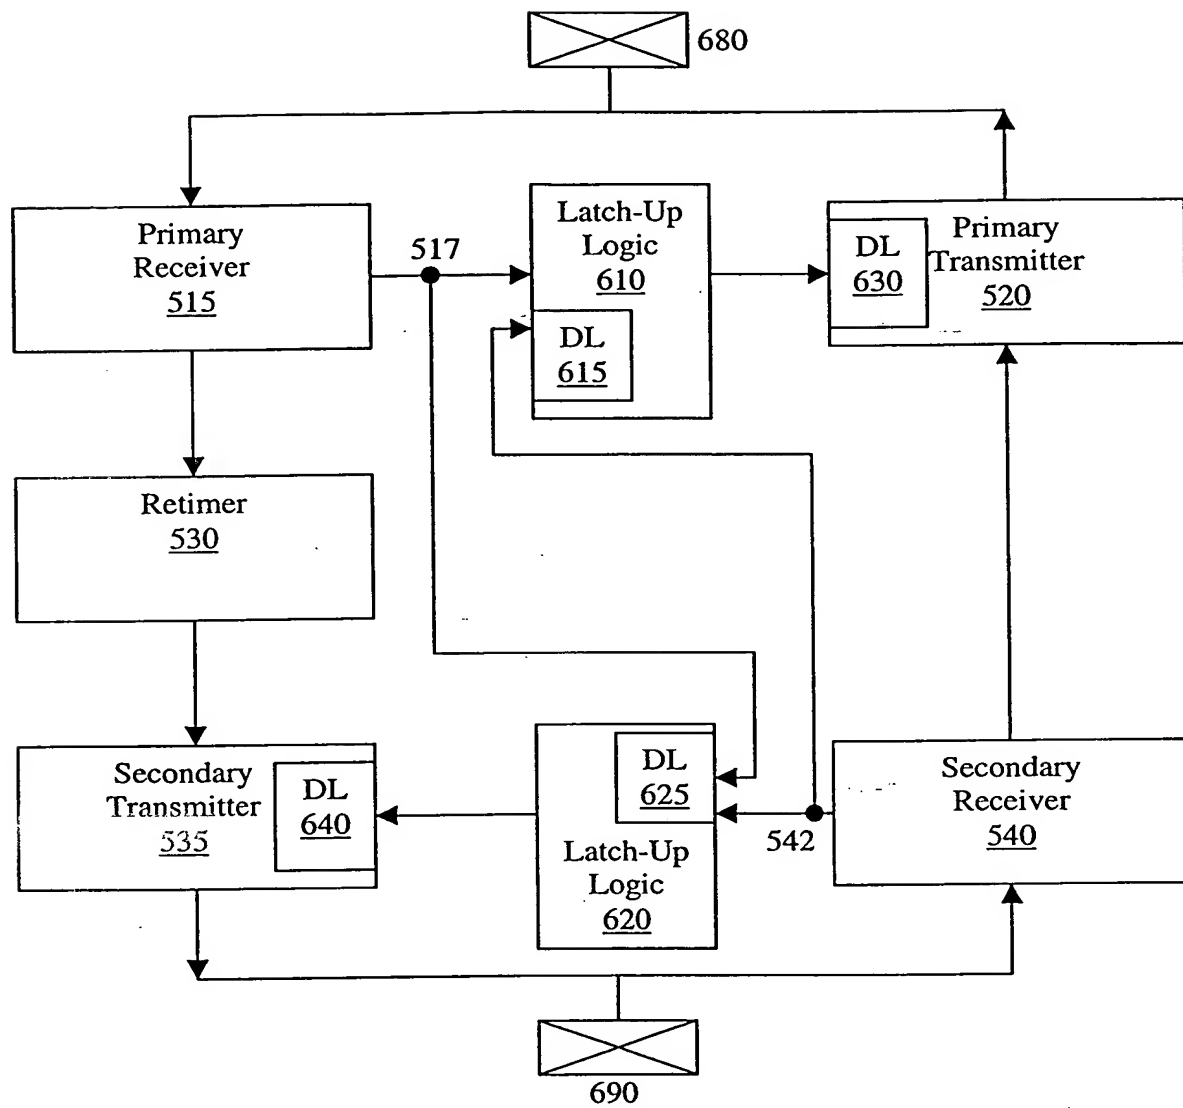 680
Primary
Receiver
515
517
Latch-Up
Logic
610
DL
615
DL
630
Primary
Transmitter
520
Retimer
530
Secondary
Transmitter
535
DL
640
DL
625
Latch-Up
Logic
620
542
Secondary
Receiver
540
690